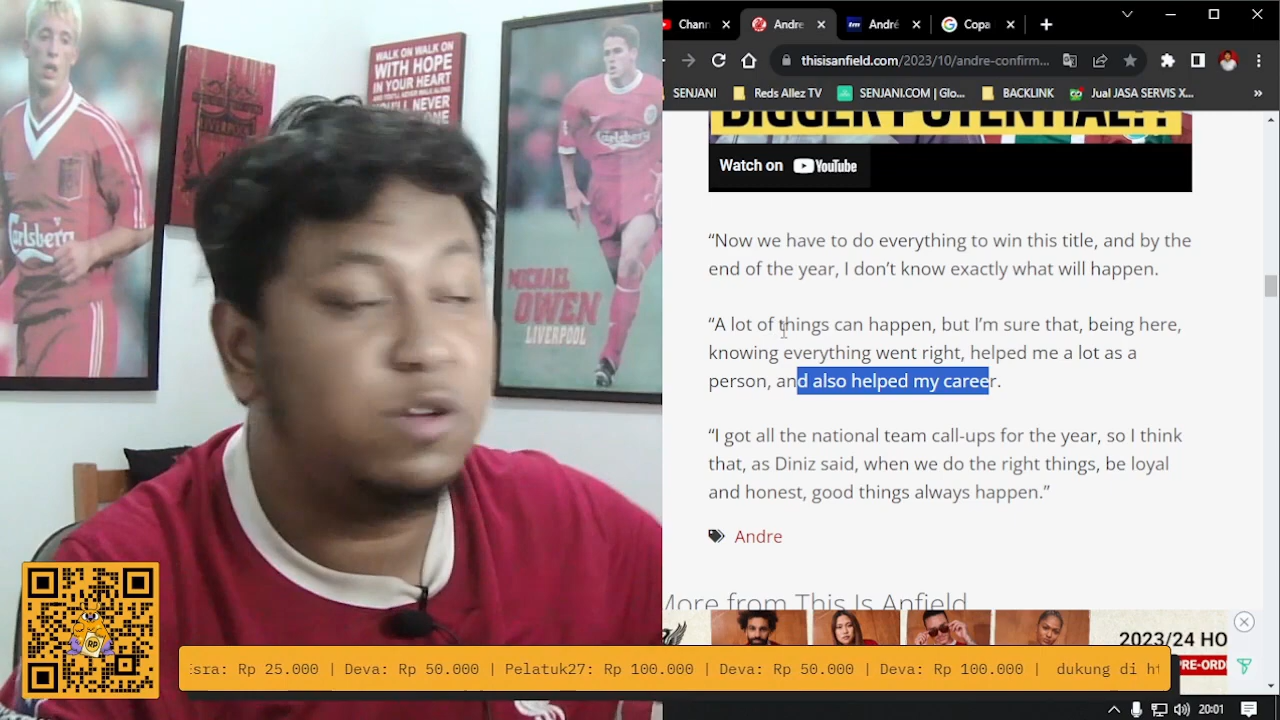 WALK ON WALK ON
WITH HOPE
IN YOUR HEART
Carlsberg
Carlsberg
MICHAEL
OWEN
LIVERPOOL
Chann
Andre
André
Copa
thisisanfield.com/2023/10/andre-confirm...
SENJANI
Reds Allez TV
SENJANI.COM | Glo...
BACKLINK
Jual JASA SERVIS X...
»
BIGGER POTENTIAL?!
Watch on YouTube
“Now we have to do everything to win this title, and by the
end of the year, I don’t know exactly what will happen.
“A lot of things can happen, but I’m sure that, being here,
knowing everything went right, helped me a lot as a
person, and also helped my career.
“I got all the national team call-ups for the year, so I think
that, as Diniz said, when we do the right things, be loyal
and honest, good things always happen.”
Andre
More from This Is Anfield
2023/24 HO
PRE-ORD
RP
sra: Rp 25.000 | Deva: Rp 50.000 | Pelatuk27: Rp 100.000 | Deva: Rp 30.000 | Deva: Rp 100.000 | dukung di ht
20:01